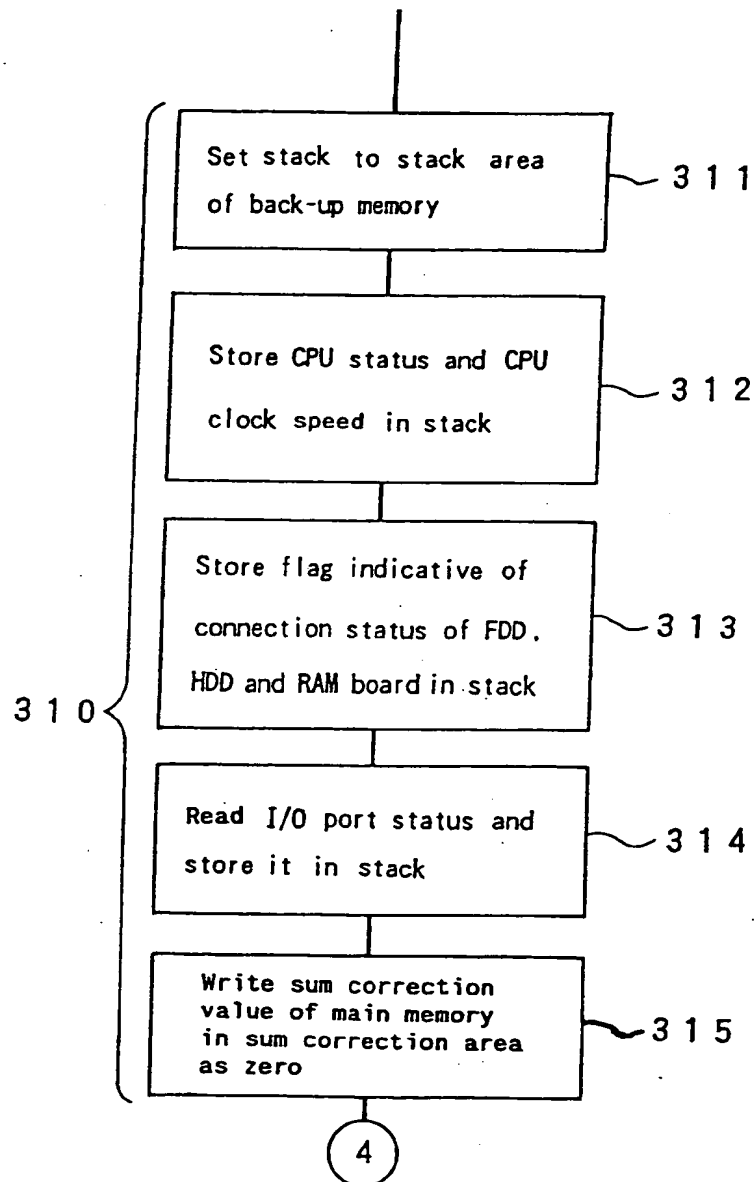 Set stack to stack area
of back-up memory
311
Store CPU status and CPU
clock speed in stack
312
Store flag indicative of
connection status of FDD.
HDD and RAM board in stack
313
310
Read I/O port status and
store it in stack
314
Write sum correction
value of main memory
in sum correction area
as zero
315
4